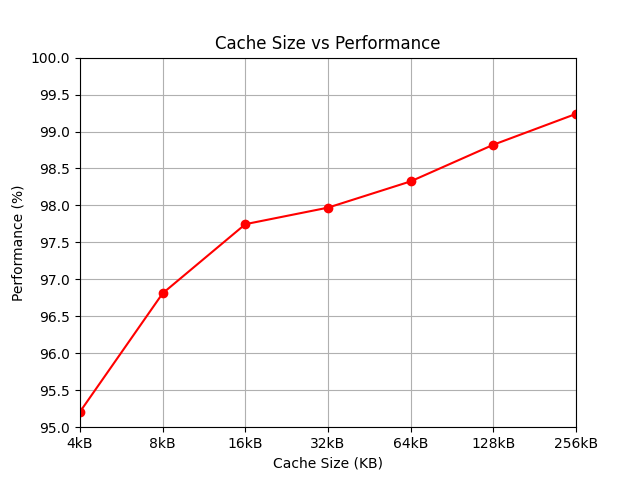 Cache Size vs Performance
Performance (%)
100.0
99.5
99.0
98.5
98.0
97.5
97.0
96.5
96.0
95.5
95.0
4kB 8kB 16kB 32kB 64kB 128kB 256kB
Cache Size (KB)